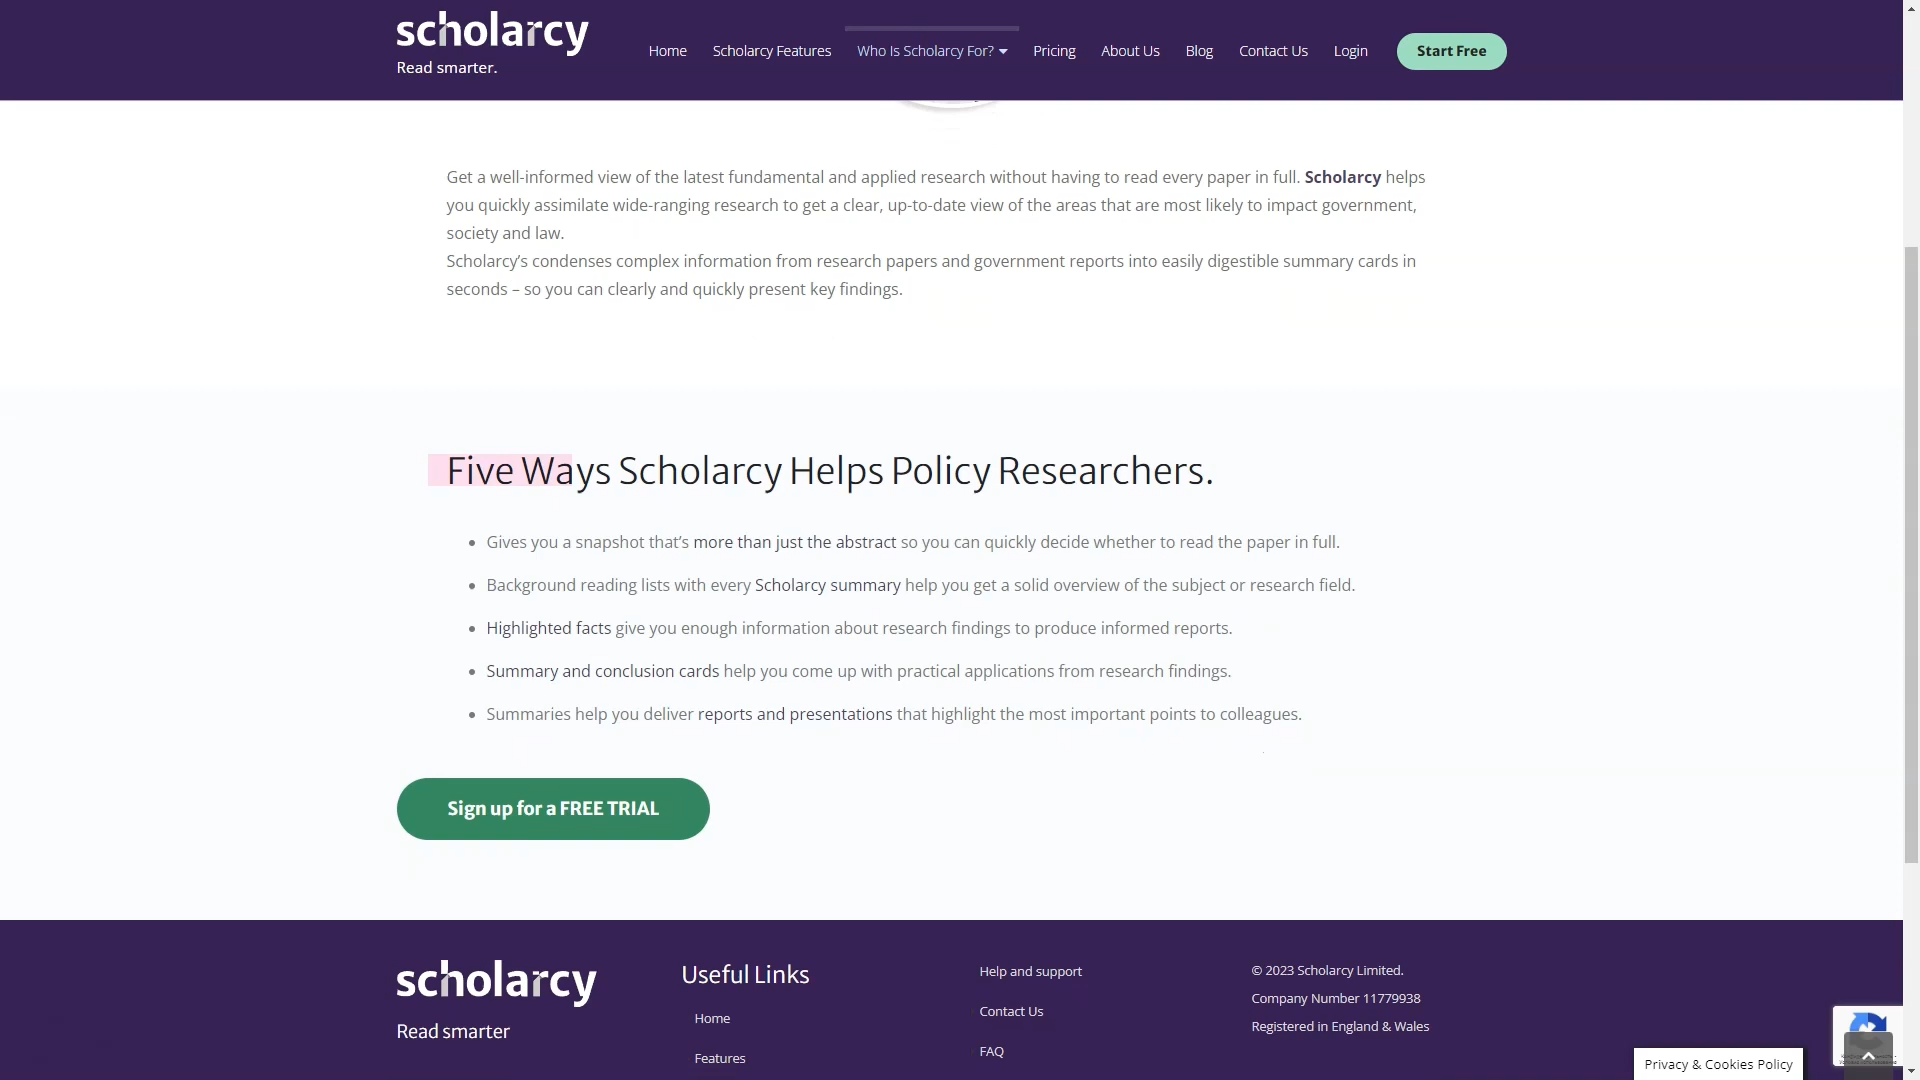 scholarcy
Read smarter.
Home
Scholarcy Features
Who Is Scholarcy For?
Pricing
About Us
Blog
Contact Us
Login
Start Free
Get a well-informed view of the latest fundamental and applied research without having to read every paper in full. Scholarcy helps
you quickly assimilate wide-ranging research to get a clear, up-to-date view of the areas that are most likely to impact government,
society and law.
Scholarcy’s condenses complex information from research papers and government reports into easily digestible summary cards in
seconds – so you can clearly and quickly present key findings.
Five Ways Scholarcy Helps Policy Researchers.
Gives you a snapshot that’s more than just the abstract so you can quickly decide whether to read the paper in full.
Background reading lists with every Scholarcy summary help you get a solid overview of the subject or research field.
Highlighted facts give you enough information about research findings to produce informed reports.
Summary and conclusion cards help you come up with practical applications from research findings.
Summaries help you deliver reports and presentations that highlight the most important points to colleagues.
Sign up for a FREE TRIAL
scholarcy
Read smarter
Useful Links
Home
Features
Help and support
Contact Us
FAQ
© 2023 Scholarcy Limited.
Company Number 11779938
Registered in England & Wales
Privacy & Cookies Policy